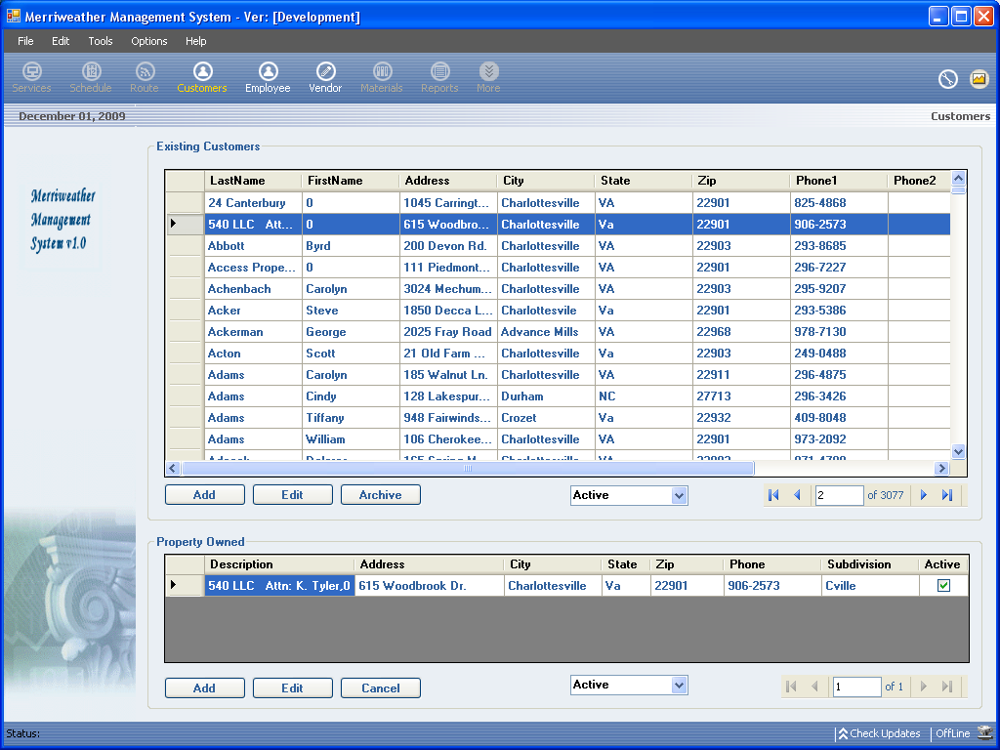 Merriweather Management System - Ver: [Development]
File Edit Tools Options Help
Services Schedule Route Customers Employee Vendor Materials Reports More
December 01, 2009 Customers
Merriweather
Management
System v1.0
Existing Customers
LastName FirstName Address City State Zip Phone1 Phone2
24 Canterbury 0 1045 Carringt... Charlottesville VA 22901 825-4868
540 LLC Att... 0 615 Woodbro... Charlottesville Va 22901 906-2573
Abbott Byrd 200 Devon Rd. Charlottesville VA 22903 293-8685
Access Prope... 0 111 Piedmont... Charlottesville VA 22901 296-7227
Achenbach Carolyn 3024 Mechum... Charlottesville VA 22903 295-9207
Acker Steve 1850 Decca L... Charlottesvile Va 22901 293-5386
Ackerman George 2025 Fray Road Advance Mills VA 22968 978-7130
Acton Scott 21 Old Farm ... Charlottesville Va 22903 249-0488
Adams Carolyn 185 Walnut Ln. Charlottesville VA 22911 296-4875
Adams Cindy 128 Lakespur... Durham NC 27713 296-3426
Adams Tiffany 948 Fairwinds... Crozet Va 22932 409-8048
Adams William 106 Cherokee... Charlottesville VA 22901 973-2092
Add Edit Archive Active 2 of 3077
Property Owned
Description Address City State Zip Phone Subdivision Active
540 LLC Attn: K. Tyler,0 615 Woodbrook Dr. Charlottesville Va 22901 906-2573 Cville
Add Edit Cancel Active 1 of 1
Status: Check Updates OffLine